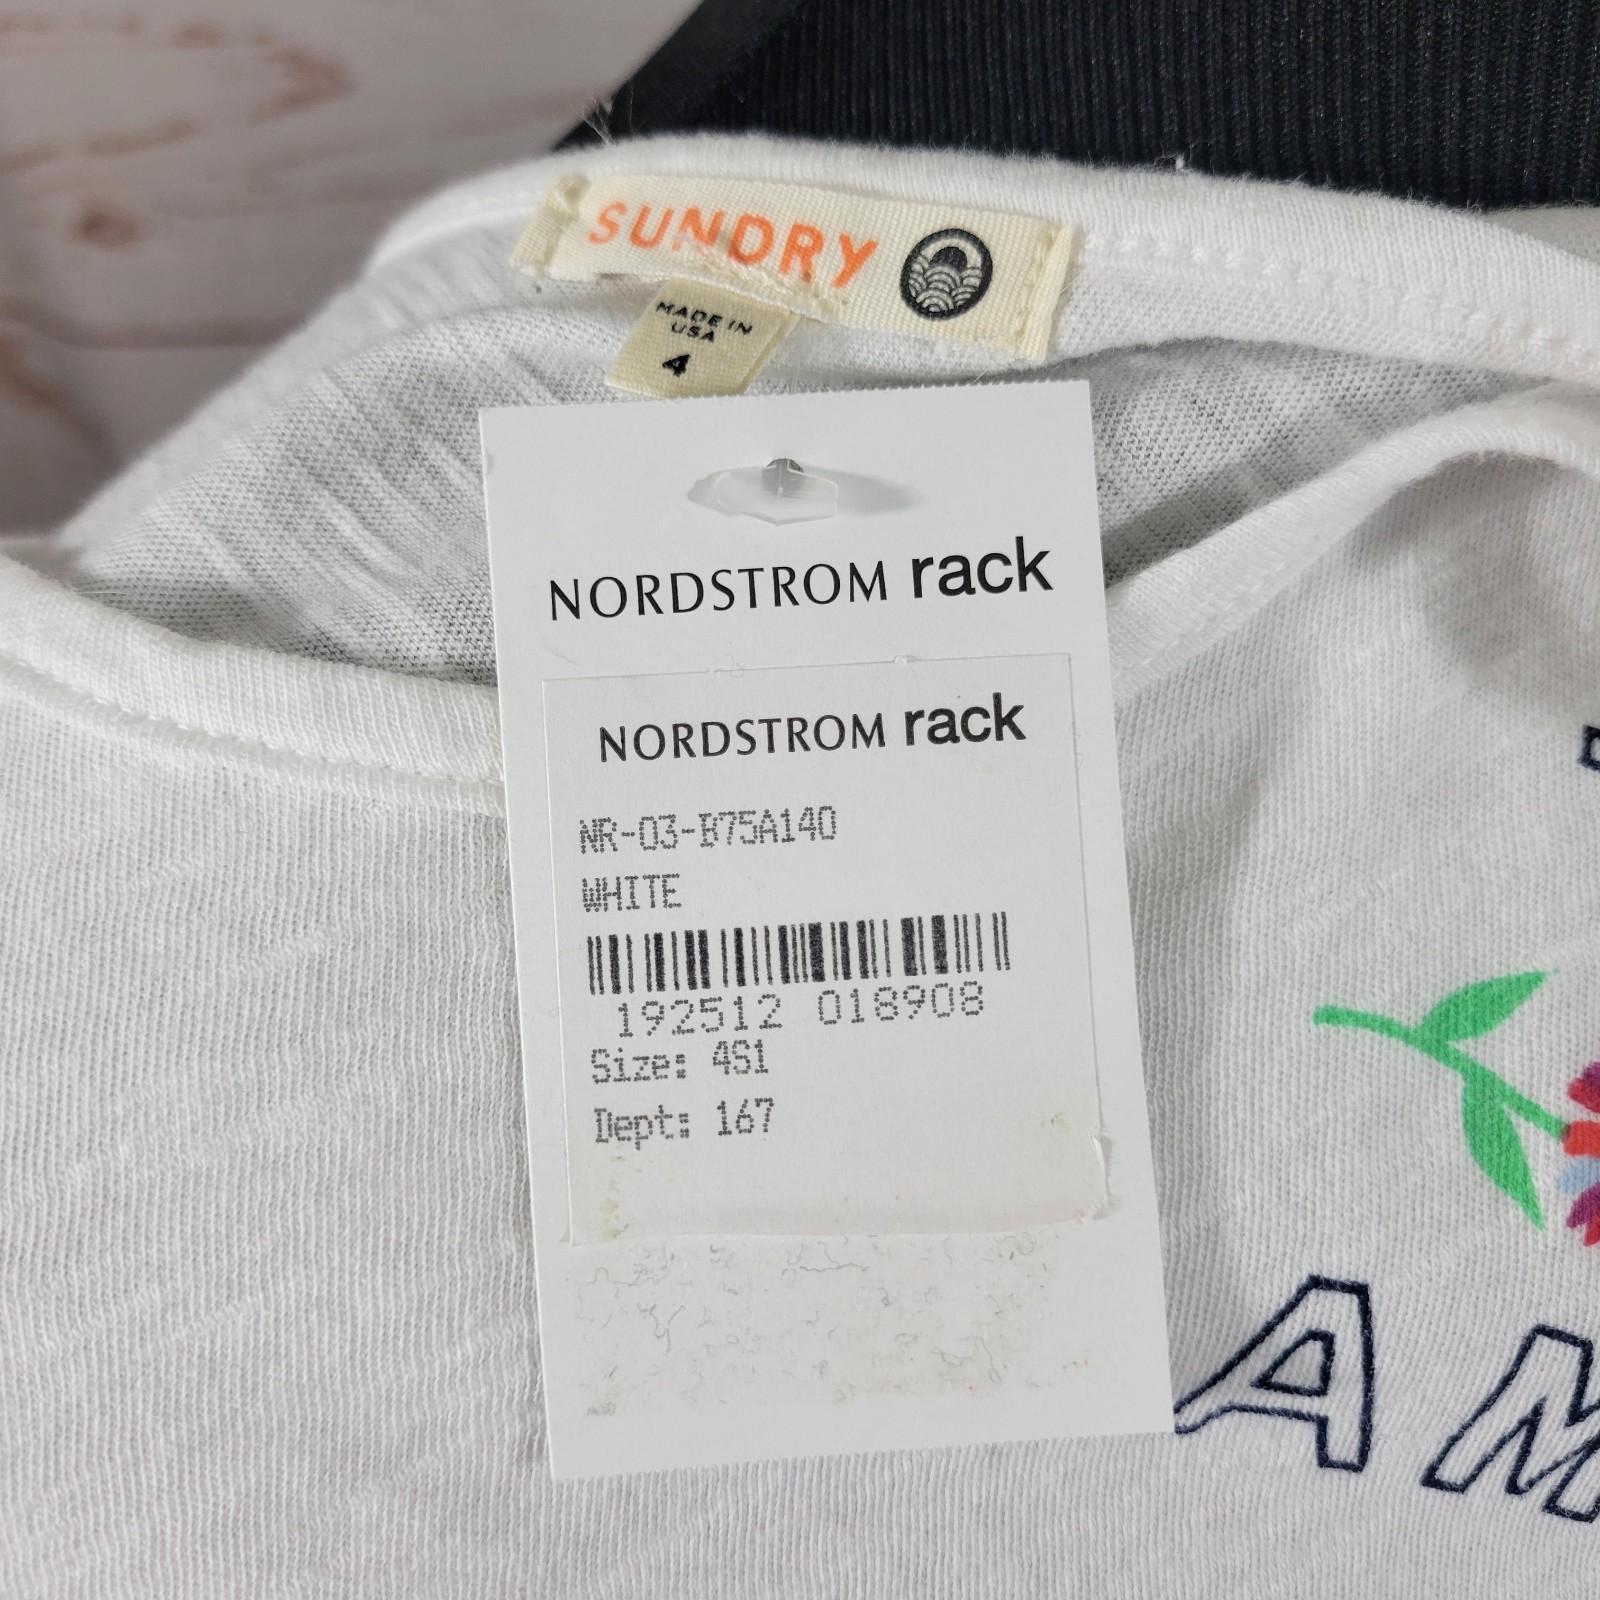 SUNDRY
MADE IN
USA
4
NORDSTROM rack
NORDSTROM rack
NR-03-B75A140
WHITE
192512 018908
Size: 4S1
Dept: 167
AM